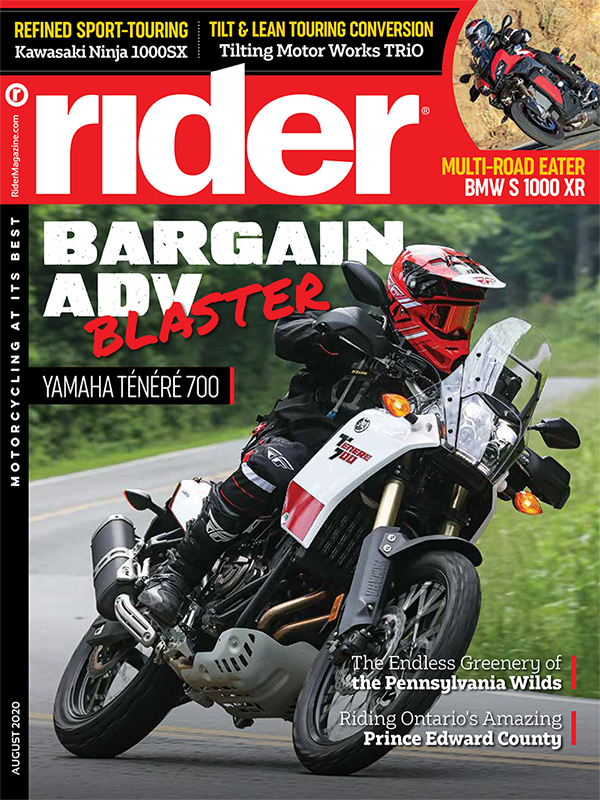 REFINED SPORT-TOURING
Kawasaki Ninja 1000SX
TILT & LEAN TOURING CONVERSION
Tilting Motor Works TRiO
r
RiderMagazine.com
rider®
MULTI-ROAD EATER
BMW S 1000 XR
MOTORCYCLING AT ITS BEST
BARGAIN
ADV
BLASTER
YAMAHA TÉNÉRÉ 700
TENERE
700
YAMAHA
The Endless Greenery of
the Pennsylvania Wilds
Riding Ontario's Amazing
Prince Edward County
AUGUST 2020